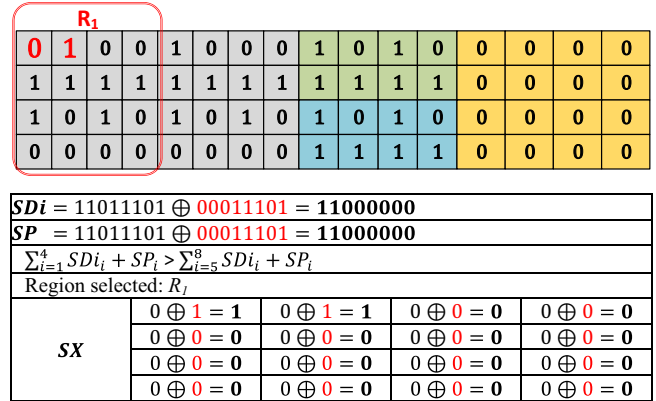 R₁
0 1 0 0 1 0 0 0 1 0 1 0 0 0 0 0
1 1 1 1 1 1 1 1 1 1 1 1 0 0 0 0
1 0 1 0 1 0 1 0 1 0 1 0 0 0 0 0
0 0 0 0 0 0 0 0 1 1 1 1 0 0 0 0
SDi = 11011101 ⊕ 00011101 = 11000000
SP = 11011101 ⊕ 00011101 = 11000000
∑⁴ᵢ₌₁ SDiᵢ + SPᵢ > ∑⁸ᵢ₌₅ SDiᵢ + SPᵢ
Region selected: R₁
SX
0 ⊕ 1 = 1 0 ⊕ 1 = 1 0 ⊕ 0 = 0 0 ⊕ 0 = 0
0 ⊕ 0 = 0 0 ⊕ 0 = 0 0 ⊕ 0 = 0 0 ⊕ 0 = 0
0 ⊕ 0 = 0 0 ⊕ 0 = 0 0 ⊕ 0 = 0 0 ⊕ 0 = 0
0 ⊕ 0 = 0 0 ⊕ 0 = 0 0 ⊕ 0 = 0 0 ⊕ 0 = 0